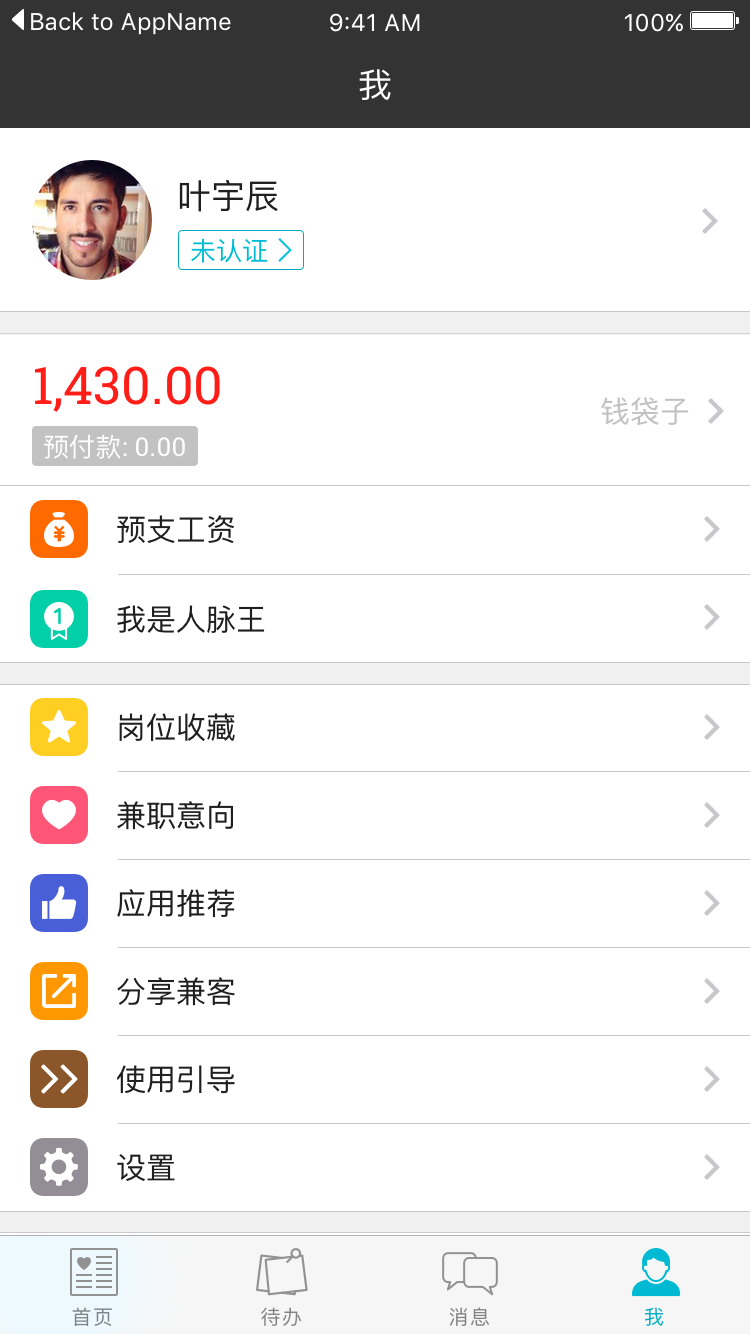 Back to AppName 9:41 AM 100%
我
叶宇辰
未认证
1,430.00
钱袋子
预付款: 0.00
预支工资
1
我是人脉王
岗位收藏
兼职意向
应用推荐
分享兼客
使用引导
设置
首页 待办 消息 我